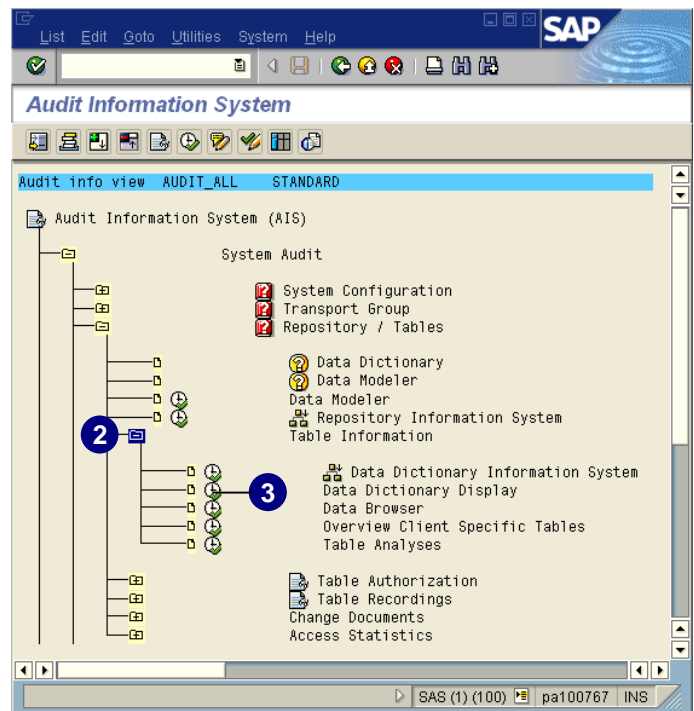 List Edit Goto Utilities System Help
SAP
Audit Information System
Audit info view AUDIT_ALL STANDARD
Audit Information System (AIS)
System Audit
System Configuration
Transport Group
Repository / Tables
Data Dictionary
Data Modeler
Data Modeler
Repository Information System
2 Table Information
Data Dictionary Information System
3 Data Dictionary Display
Data Browser
Overview Client Specific Tables
Table Analyses
Table Authorization
Table Recordings
Change Documents
Access Statistics
SAS (1) (100) pa100767 INS